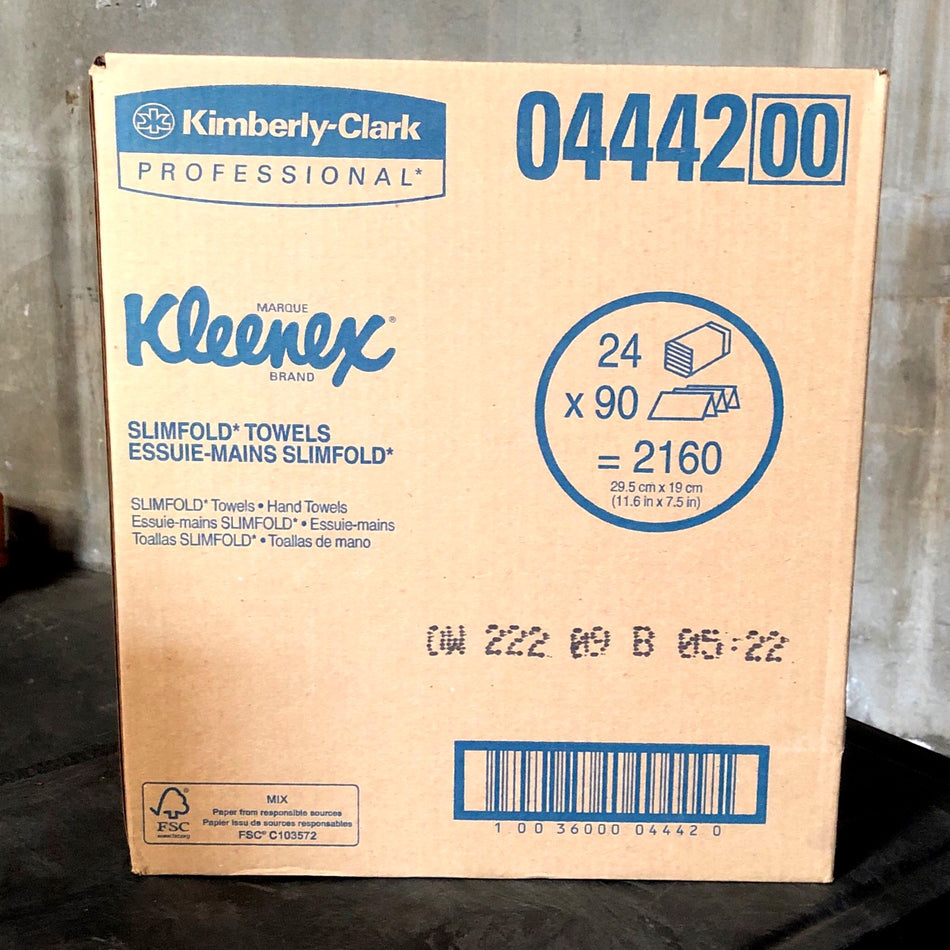 Kimberly-Clark
PROFESSIONAL*
04442 00
MARQUE
Kleenex®
BRAND
SLIMFOLD* TOWELS
ESSUIE-MAINS SLIMFOLD*
SLIMFOLD* Towels • Hand Towels
Essuie-mains SLIMFOLD* • Essuie-mains
Toallas SLIMFOLD* • Toallas de mano
24
x 90
= 2160
29.5 cm x 19 cm
(11.6 in x 7.5 in)
OW 222 09 B 05:22
FSC
www.fsc.org
MIX
Paper from responsible sources
Papier issu de sources responsables
FSC® C103572
1 00 36000 04442 0